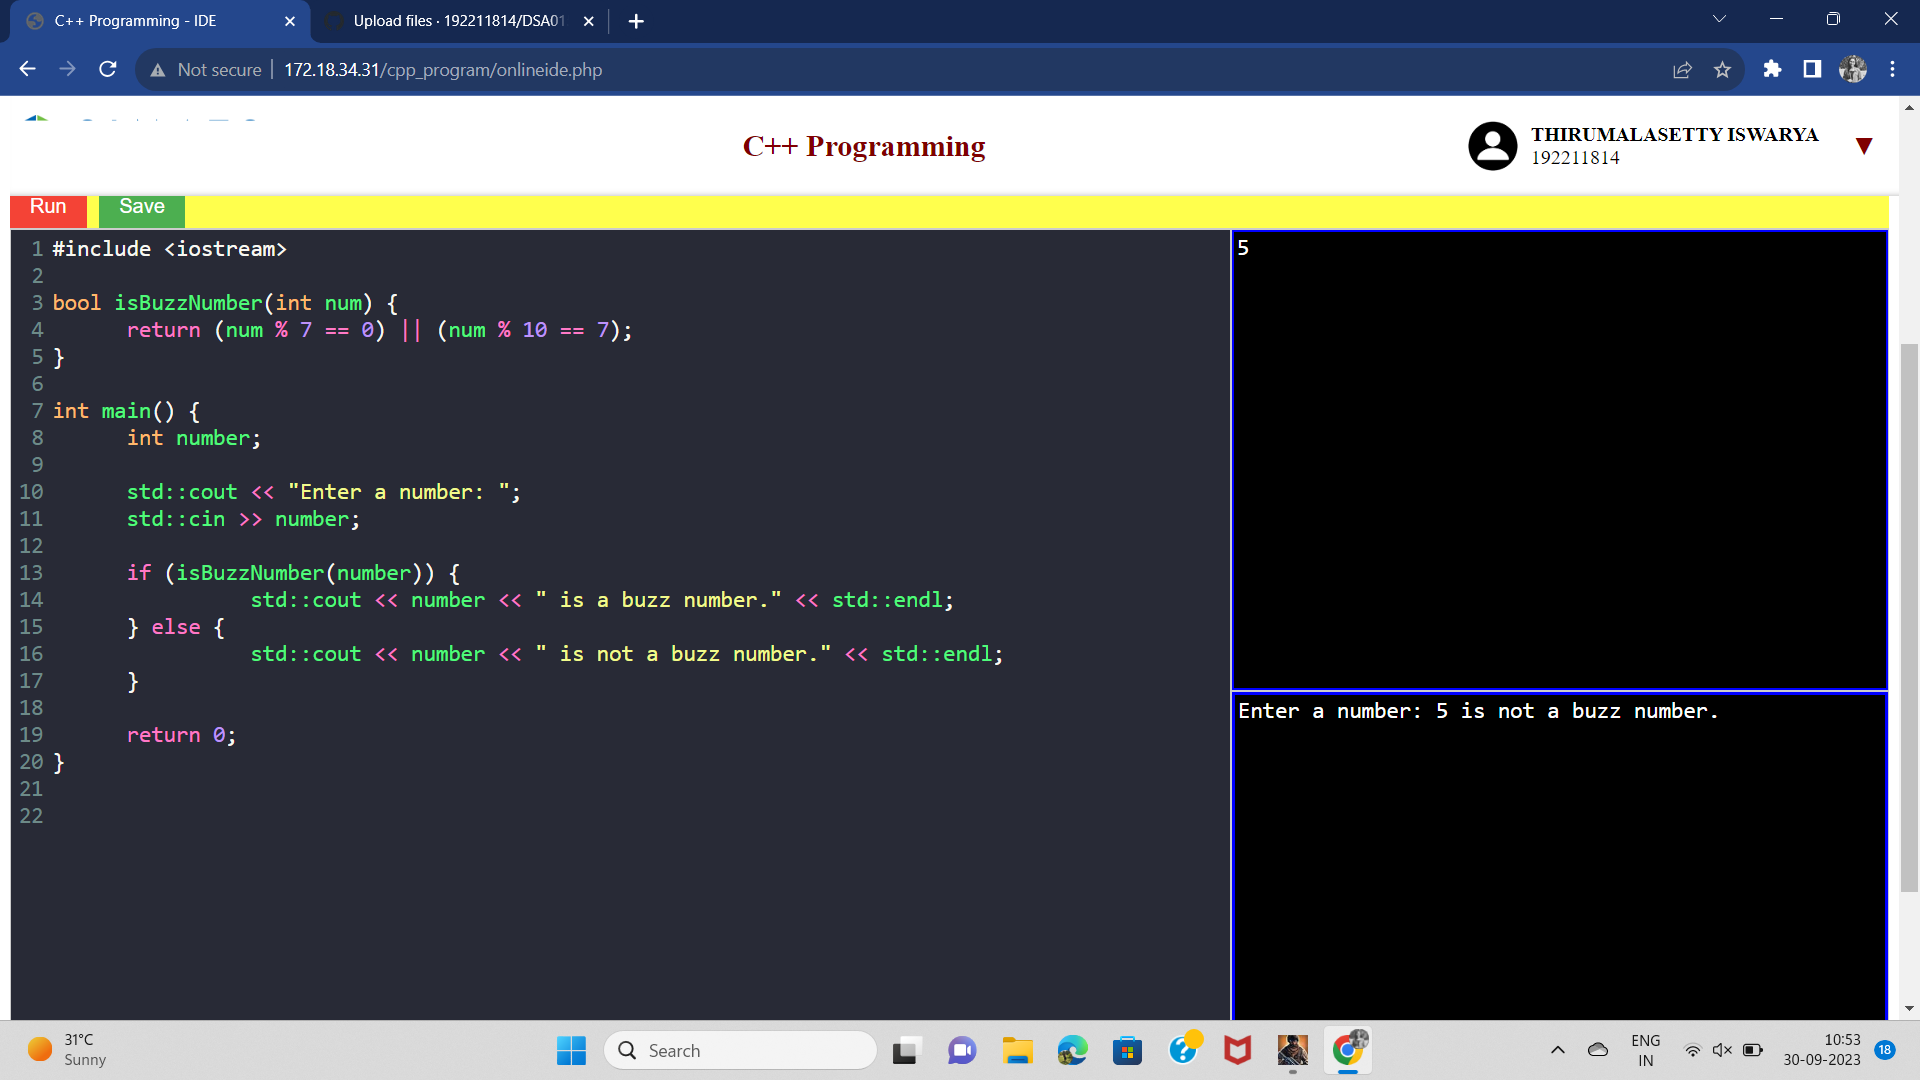 C++ Programming - IDE
Upload files · 192211814/DSA01
Not secure
172.18.34.31/cpp_program/onlineide.php
C++ Programming
THIRUMALASETTY ISWARYA
192211814
Run
Save
1 #include <iostream>
2
3 bool isBuzzNumber(int num) {
4 return (num % 7 == 0) || (num % 10 == 7);
5 }
6
7 int main() {
8 int number;
9
10 std::cout << "Enter a number: ";
11 std::cin >> number;
12
13 if (isBuzzNumber(number)) {
14 std::cout << number << " is a buzz number." << std::endl;
15 } else {
16 std::cout << number << " is not a buzz number." << std::endl;
17 }
18
19 return 0;
20 }
21
22
5
Enter a number: 5 is not a buzz number.
31°C
Sunny
Search
ENG
IN
10:53
30-09-2023
18